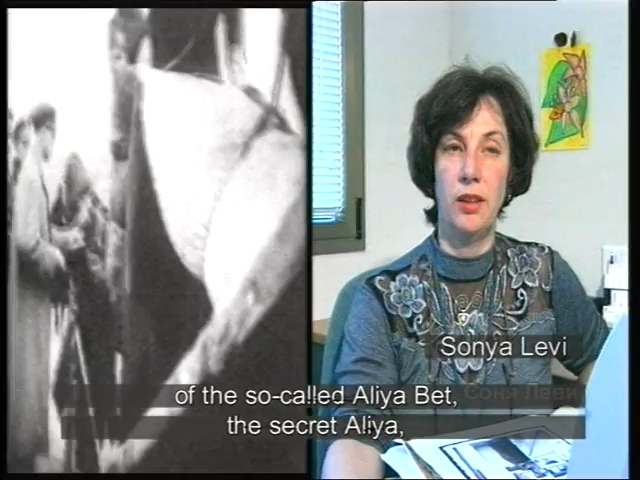 Sonya Levi
Соня Леви
of the so-called Aliya Bet,
the secret Aliya,